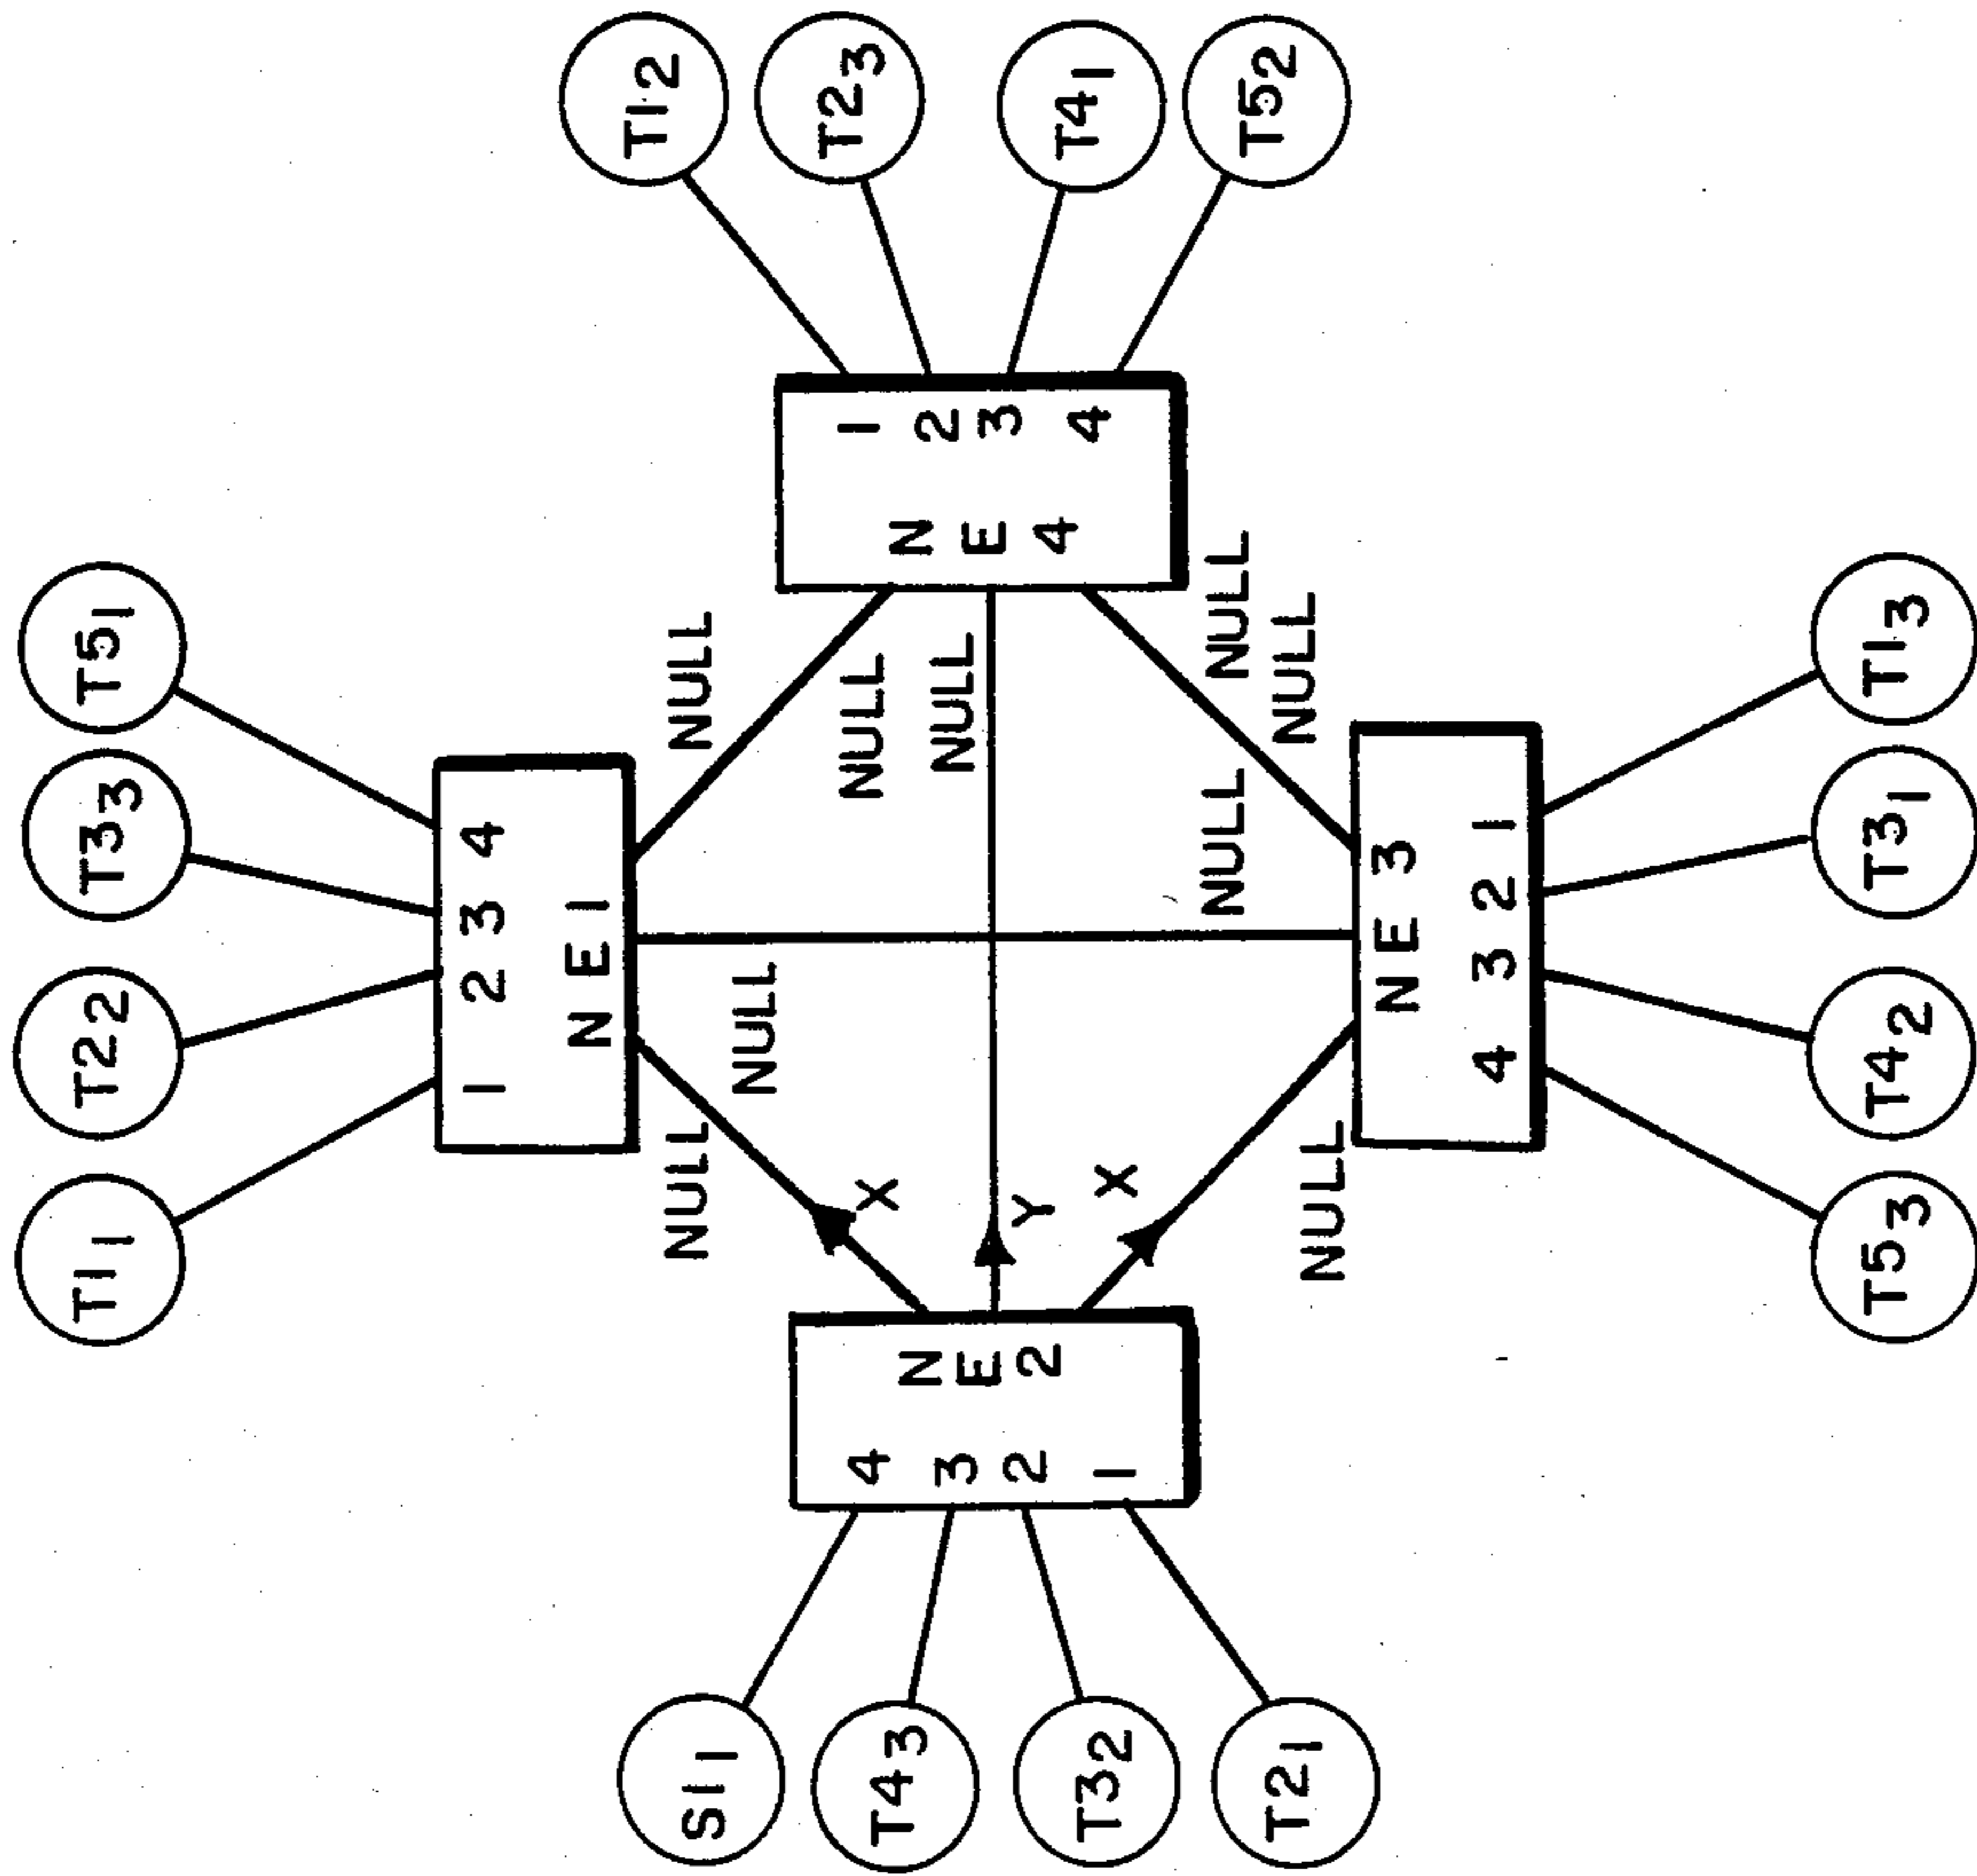 T1₁ T2₂ T3₃ T5₁
1 2 3 4
N E 1
T1₂
S1₁
NULL NULL
NULL
T2₃
T4₃
4 X NULL 1
N N
3 NULL 2
E E
2 Y 3
2 4
T4₁
T3₂
1 X 4
NULL NULL
T5₂
T2₁
NULL NULL
N E 3
4 3 2 1
T5₃ T4₂ T3₁ T1₃